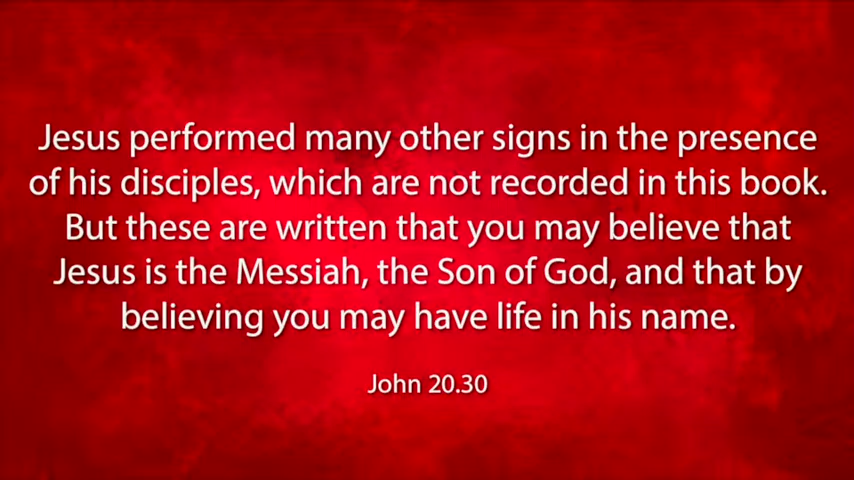 Jesus performed many other signs in the presence
of his disciples, which are not recorded in this book.
But these are written that you may believe that
Jesus is the Messiah, the Son of God, and that by
believing you may have life in his name.
John 20.30